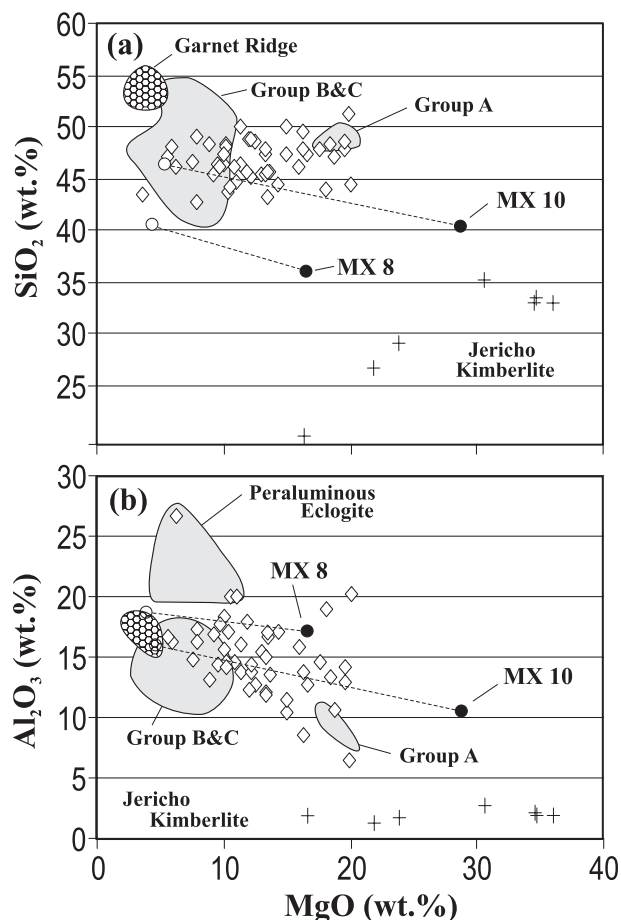 60
55
50
45
40
35
30
25
SiO2 (wt.%)
(a)
Garnet Ridge
Group B&C
Group A
MX 10
MX 8
Jericho
Kimberlite
30
25
20
15
10
5
0
Al2O3 (wt.%)
(b)
Peraluminous
Eclogite
MX 8
MX 10
Group B&C
Group A
Jericho
Kimberlite
0 10 20 30 40
MgO (wt.%)